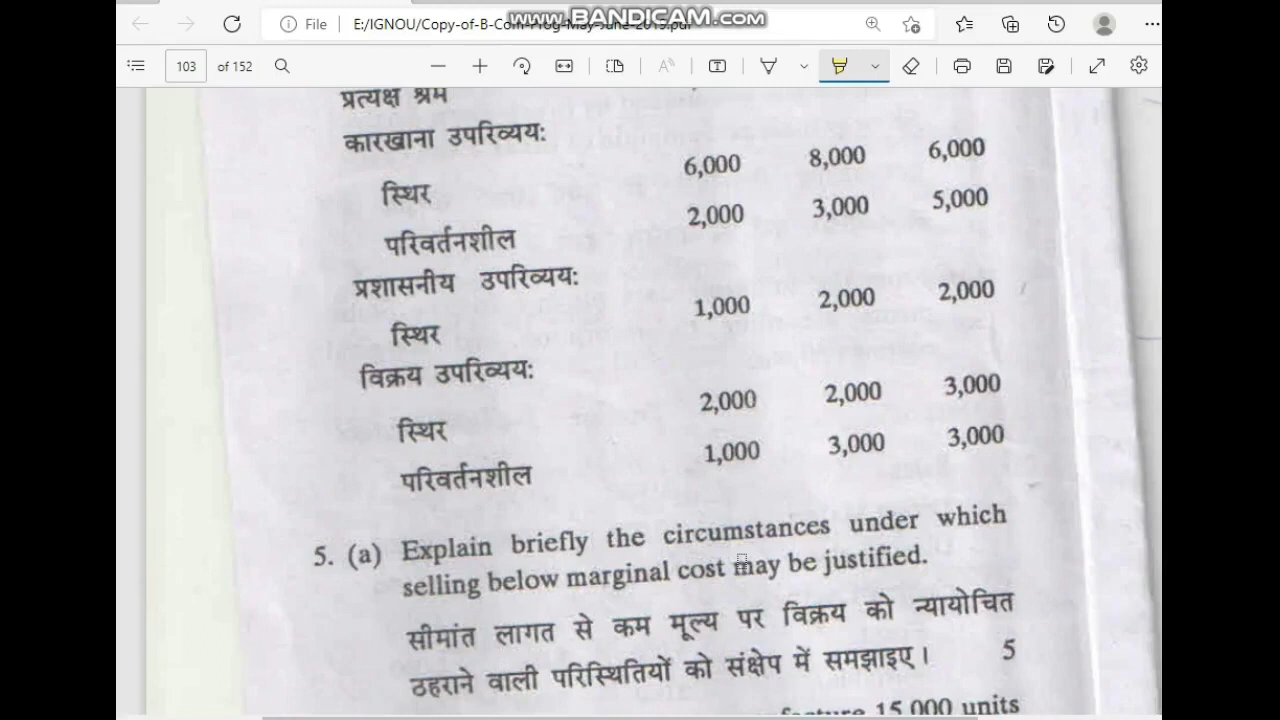 www.BANDICAM.com
File E:/IGNOU/Copy-of-B-Com-Prog-May-June-2019.pdf
103 of 152
प्रत्यक्ष श्रम
कारखाना उपरिव्ययः
6,000 8,000 6,000
स्थिर
2,000 3,000 5,000
परिवर्तनशील
प्रशासनीय उपरिव्ययः
1,000 2,000 2,000
स्थिर
विक्रय उपरिव्ययः
2,000 2,000 3,000
स्थिर
1,000 3,000 3,000
परिवर्तनशील
5. (a) Explain briefly the circumstances under which
selling below marginal cost may be justified.
सीमांत लागत से कम मूल्य पर विक्रय को न्यायोचित
ठहराने वाली परिस्थितियों को संक्षेप में समझाइए। 5
15,000 units